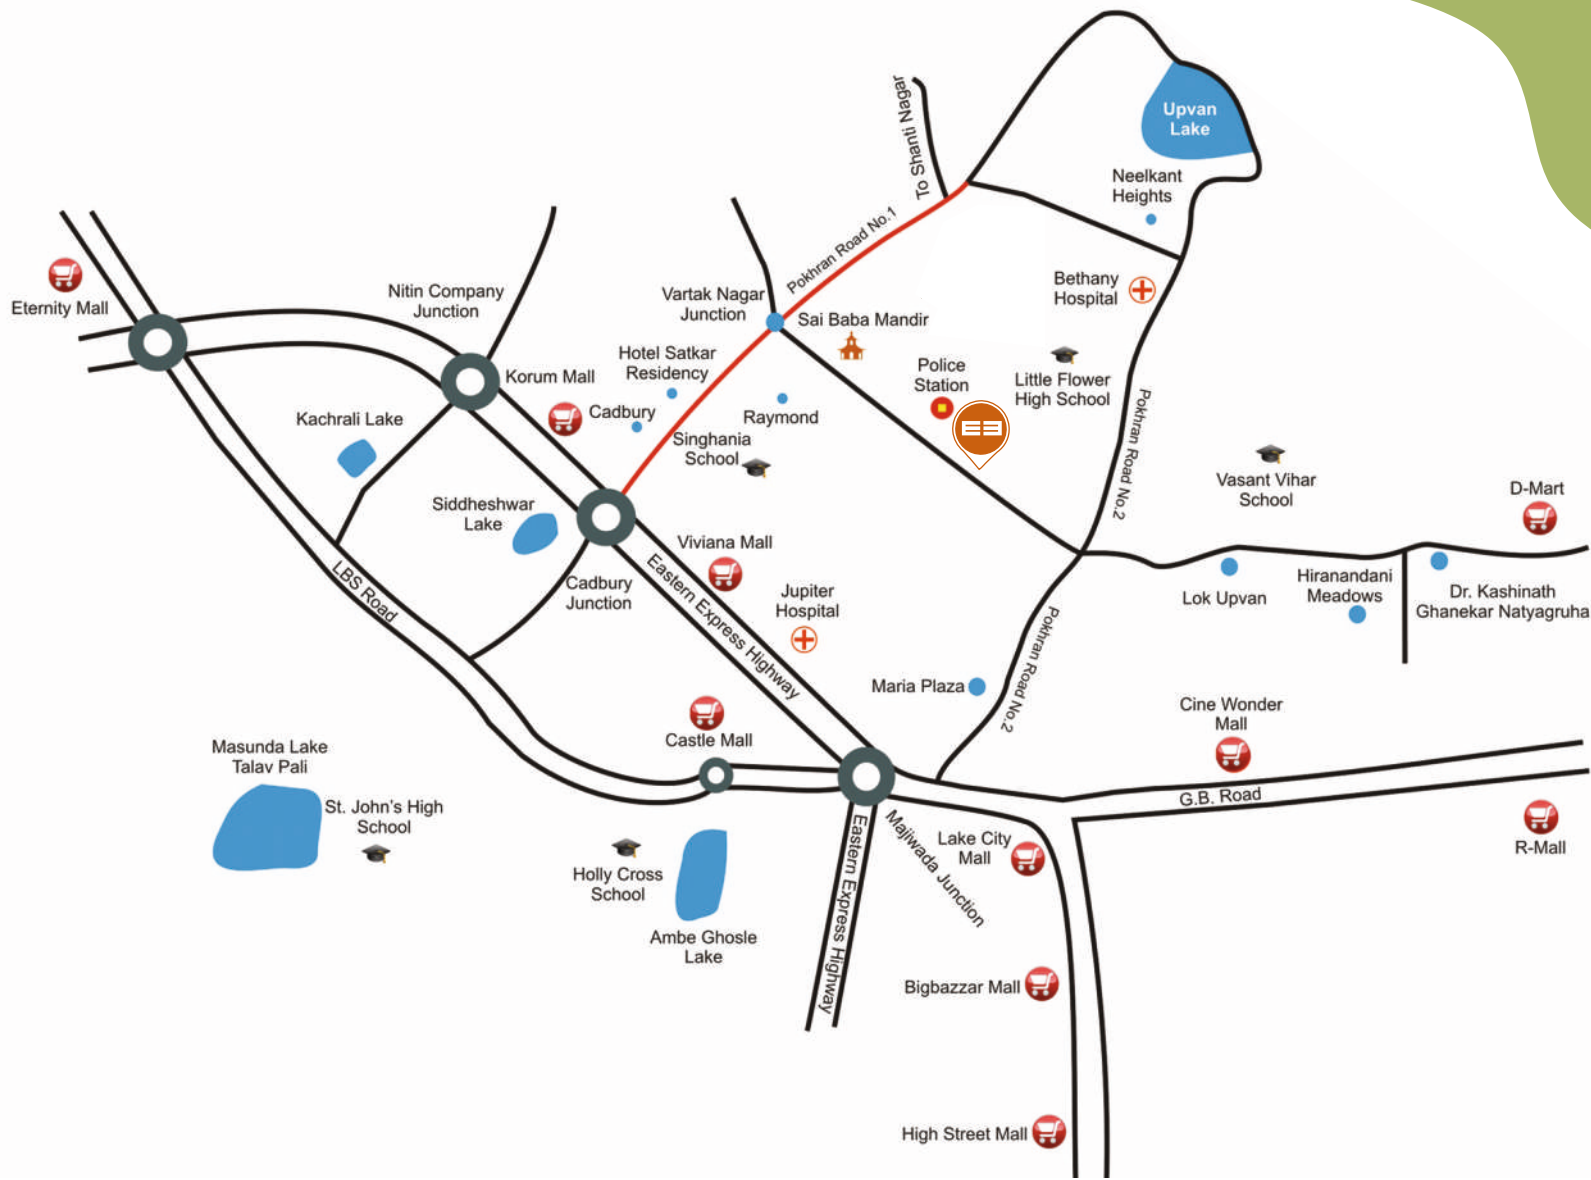 Upvan
Lake
To Shanti Nagar
Neelkant
Heights
Pokhran Road No.1
Eternity Mall
Nitin Company
Junction
Vartak Nagar
Junction
Sai Baba Mandir
Bethany
Hospital
Hotel Satkar
Residency
Korum Mall
Police
Station
Little Flower
High School
Kachrali Lake
Cadbury
Raymond
Singhania
School
E3
Pokhran Road No.2
Vasant Vihar
School
D-Mart
Siddheshwar
Lake
Viviana Mall
Cadbury
Junction
Eastern Express Highway
Jupiter
Hospital
LBS Road
Lok Upvan
Hiranandani
Meadows
Dr. Kashinath
Ghanekar Natyagruha
Pokhran Road No.2
Maria Plaza
Cine Wonder
Mall
Castle Mall
Masunda Lake
Talav Pali
St. John's High
School
G.B. Road
R-Mall
Lake City
Mall
Majiwada Junction
Eastern Express Highway
Holly Cross
School
Ambe Ghosle
Lake
Bigbazzar Mall
High Street Mall